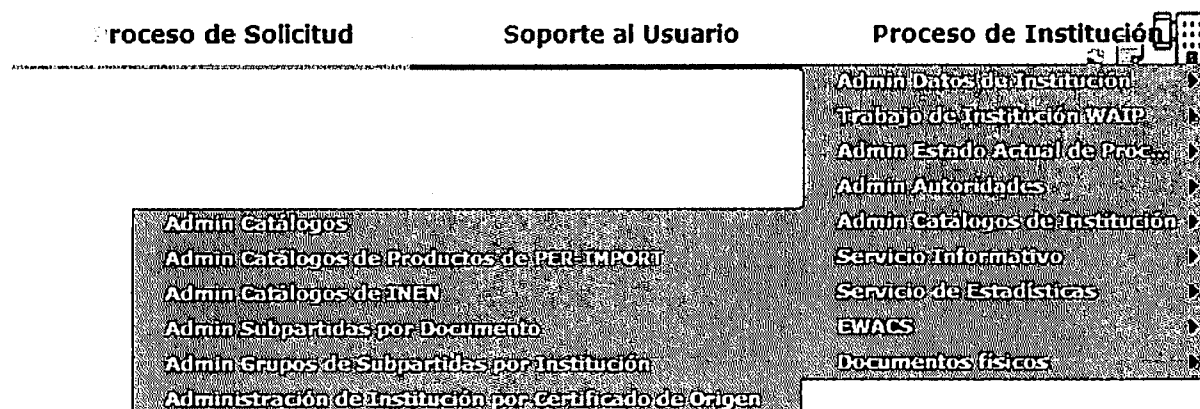 roceso de Solicitud
Soporte al Usuario
Proceso de Institución
Admin Datos de Institucion
Trabajo de Institución WAIP
Admin Estado Actual de Proc...
Admin Autoridades
Admin Catálogos de Institución
Servicio Informativo
Servicio de Estadísticas
EWACS
Documentos físicos
Admin Catálogos
Admin Catálogos de Productos de PER-IMPORT
Admin Catálogos de INEN
Admin Subpartidas por Documento
Admin Grupos de Subpartidas por Institución
Administración de Institución por Certificado de Origen